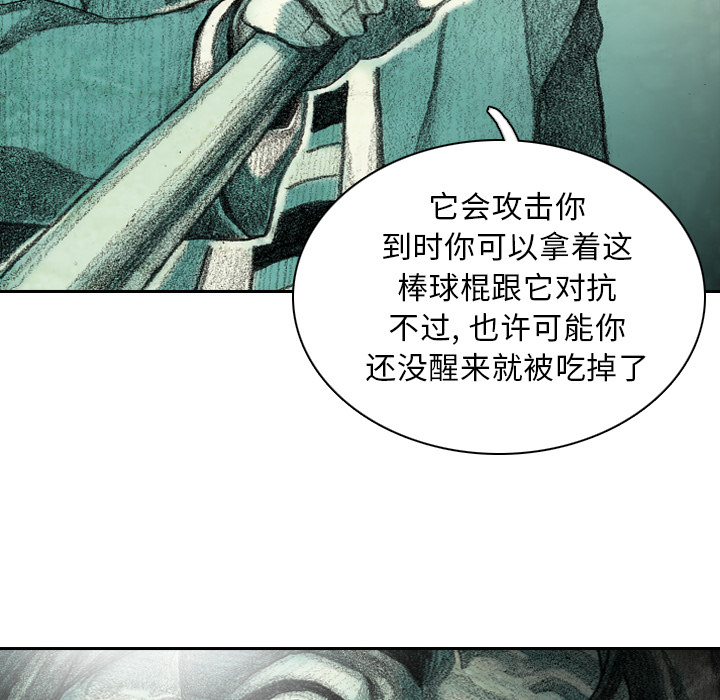 它会攻击你
到时你可以拿着这
棒球棍跟它对抗
不过, 也许可能你
还没醒来就被吃掉了